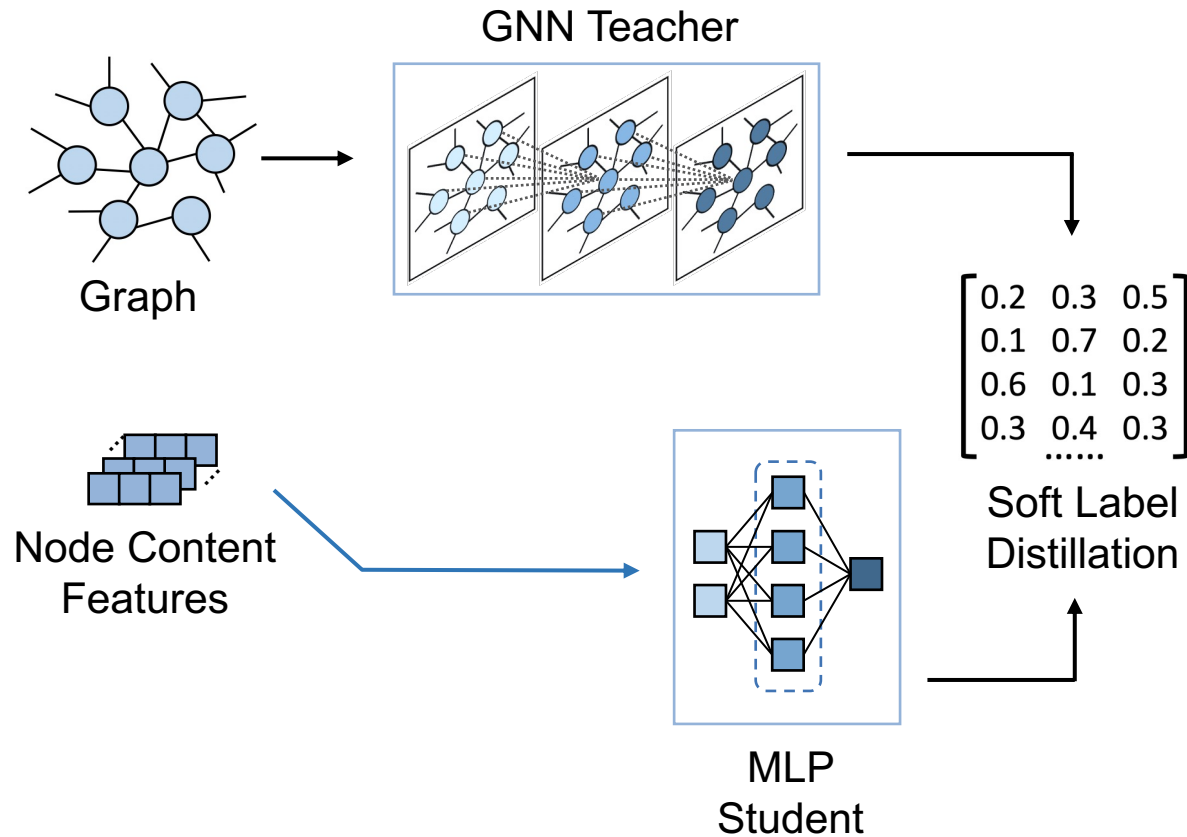 GNN Teacher
Graph
0.2 0.3 0.5
0.1 0.7 0.2
0.6 0.1 0.3
0.3 0.4 0.3
......
Soft Label
Distillation
Node Content
Features
MLP
Student